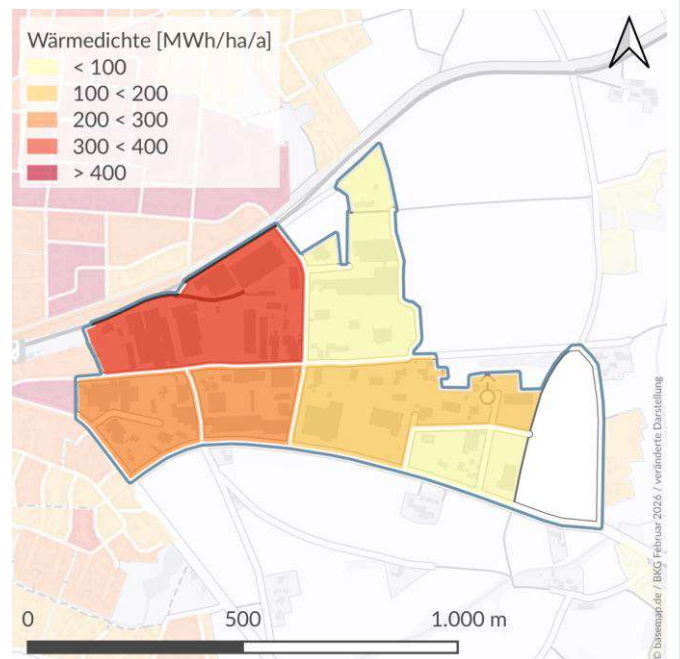 Wärmedichte [MWh/ha/a]
< 100
100 < 200
200 < 300
300 < 400
> 400
0 500 1.000 m
© basemap.de / BKG Februar 2026 / veränderte Darstellung